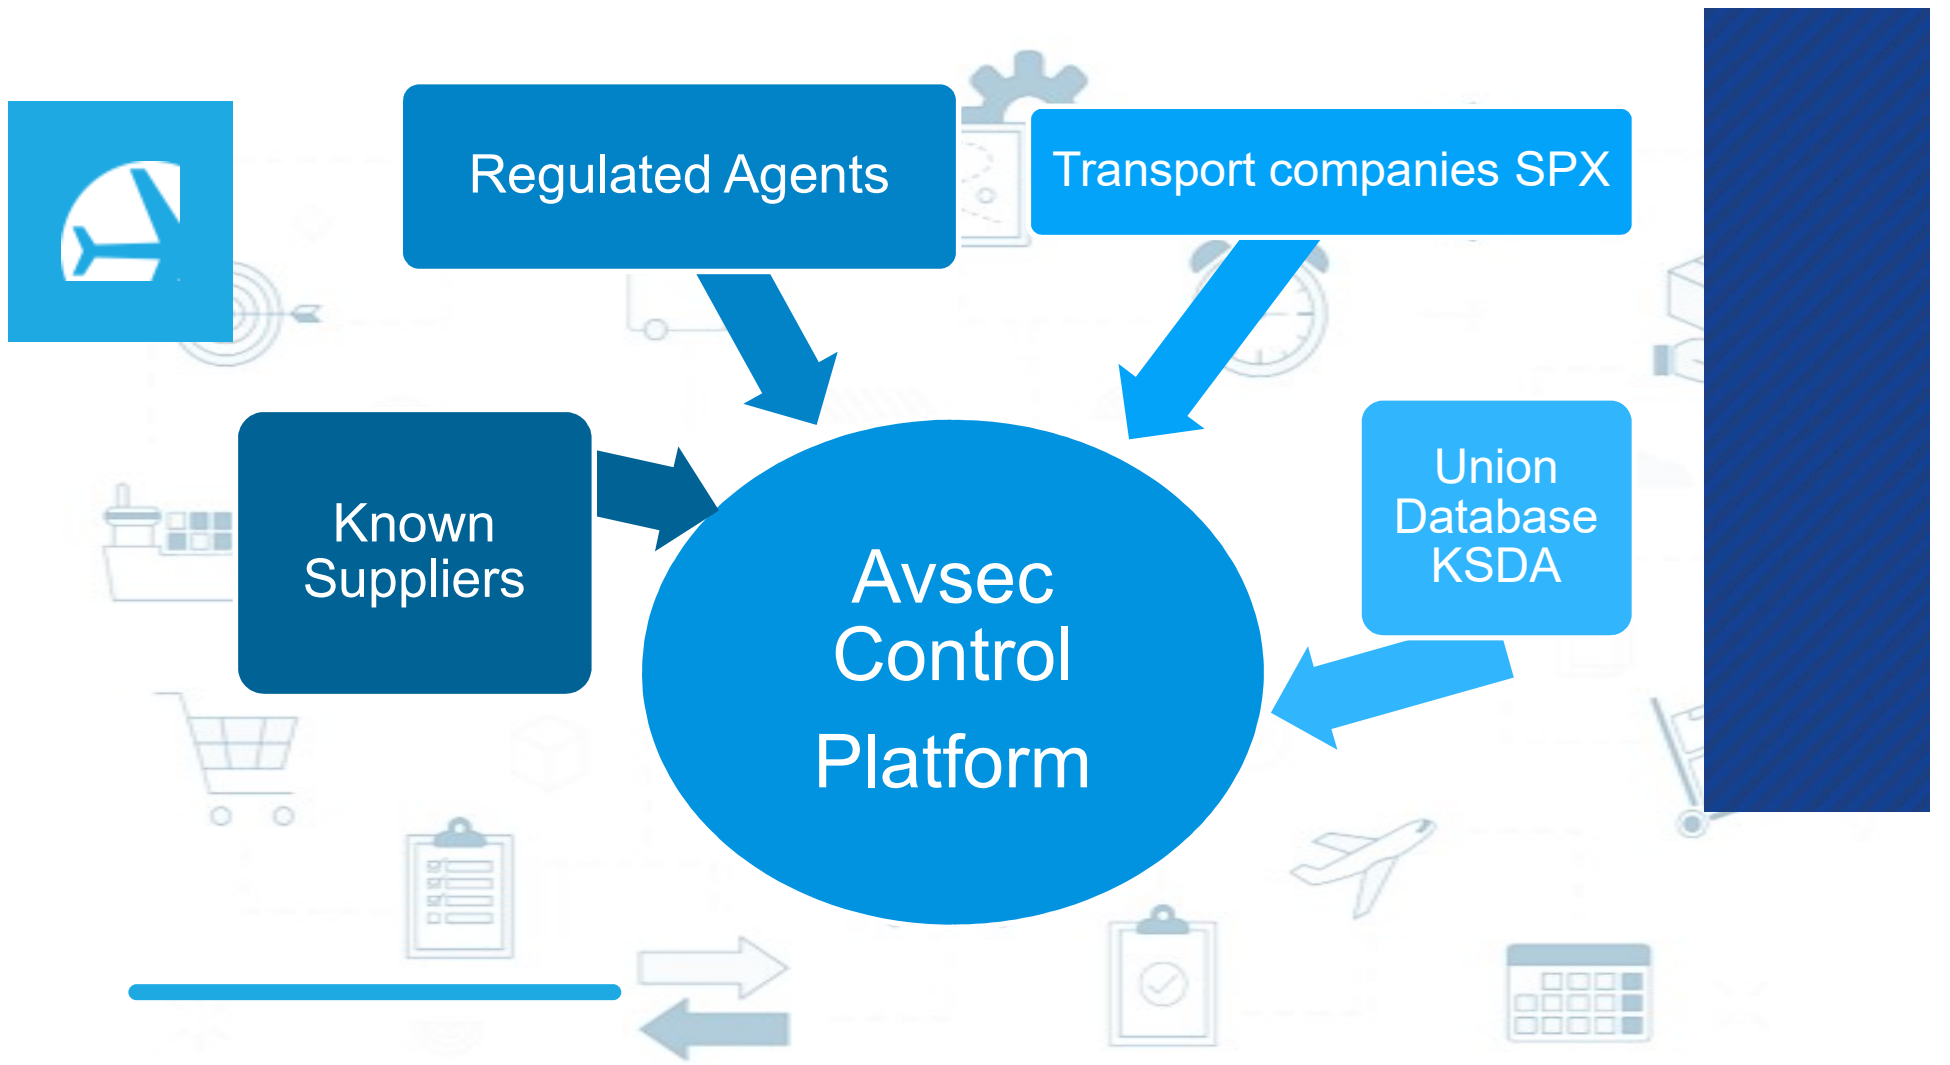 Regulated Agents
Transport companies SPX
Known
Suppliers
Union
Database
KSDA
Avsec
Control
Platform